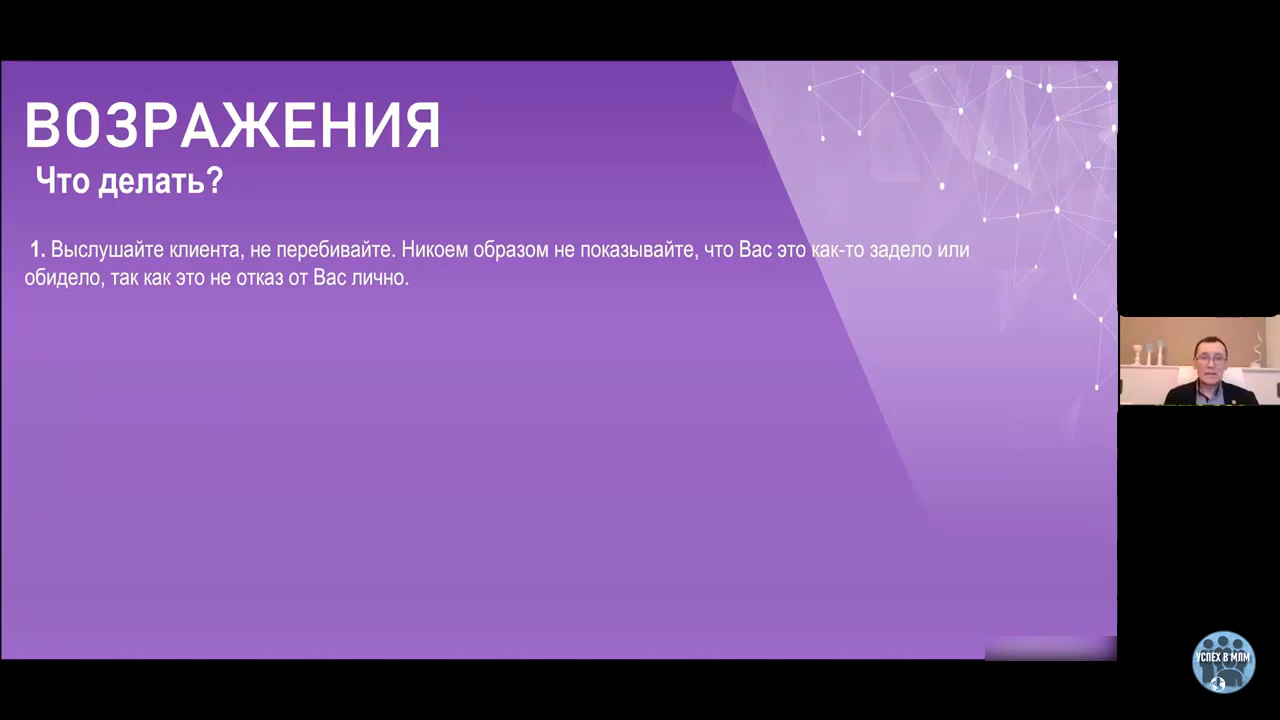 ВОЗРАЖЕНИЯ
Что делать?
1. Выслушайте клиента, не перебивайте. Никоем образом не показывайте, что Вас это как-то задело или
обидело, так как это не отказ от Вас лично.
УСПЕХ В МЛМ